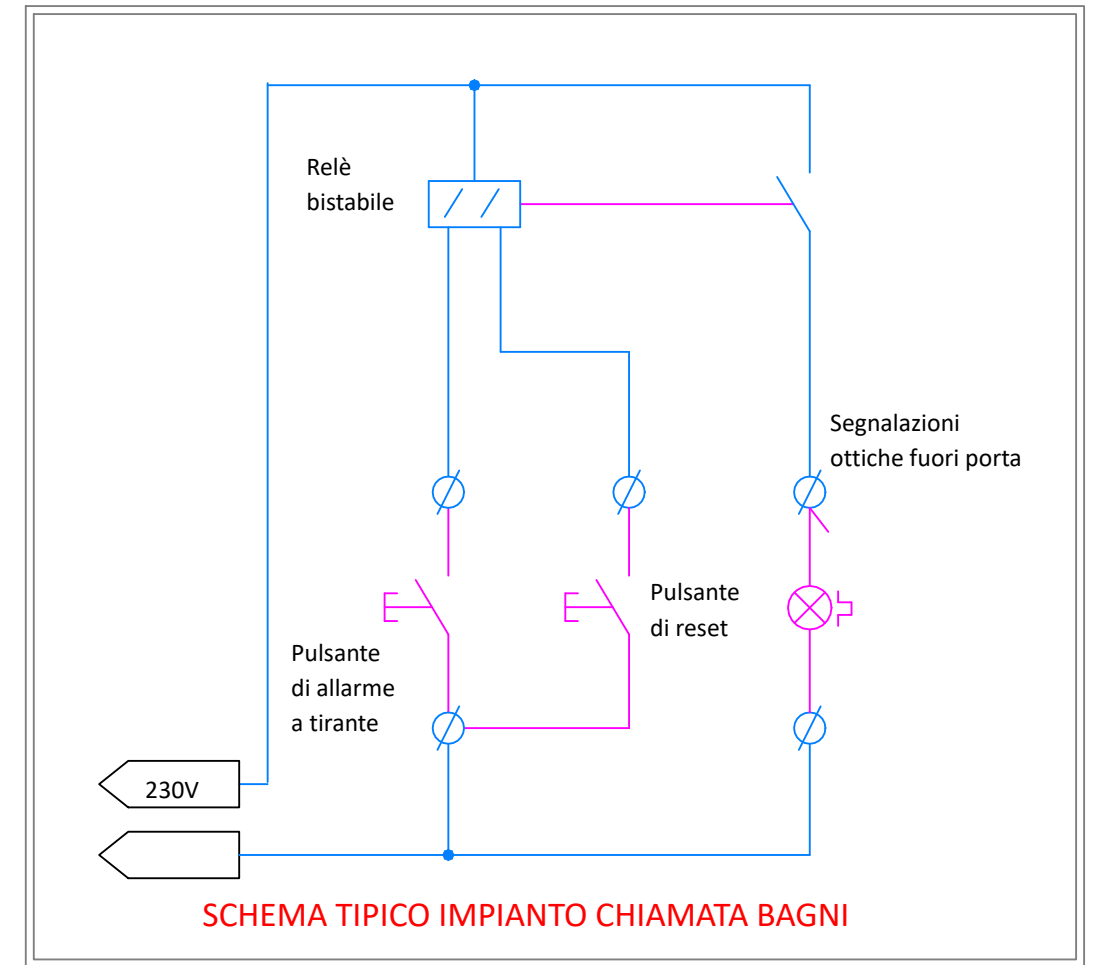 Relè
bistabile
Segnalazioni
ottiche fuori porta
Pulsante
di reset
Pulsante
di allarme
a tirante
230V
SCHEMA TIPICO IMPIANTO CHIAMATA BAGNI